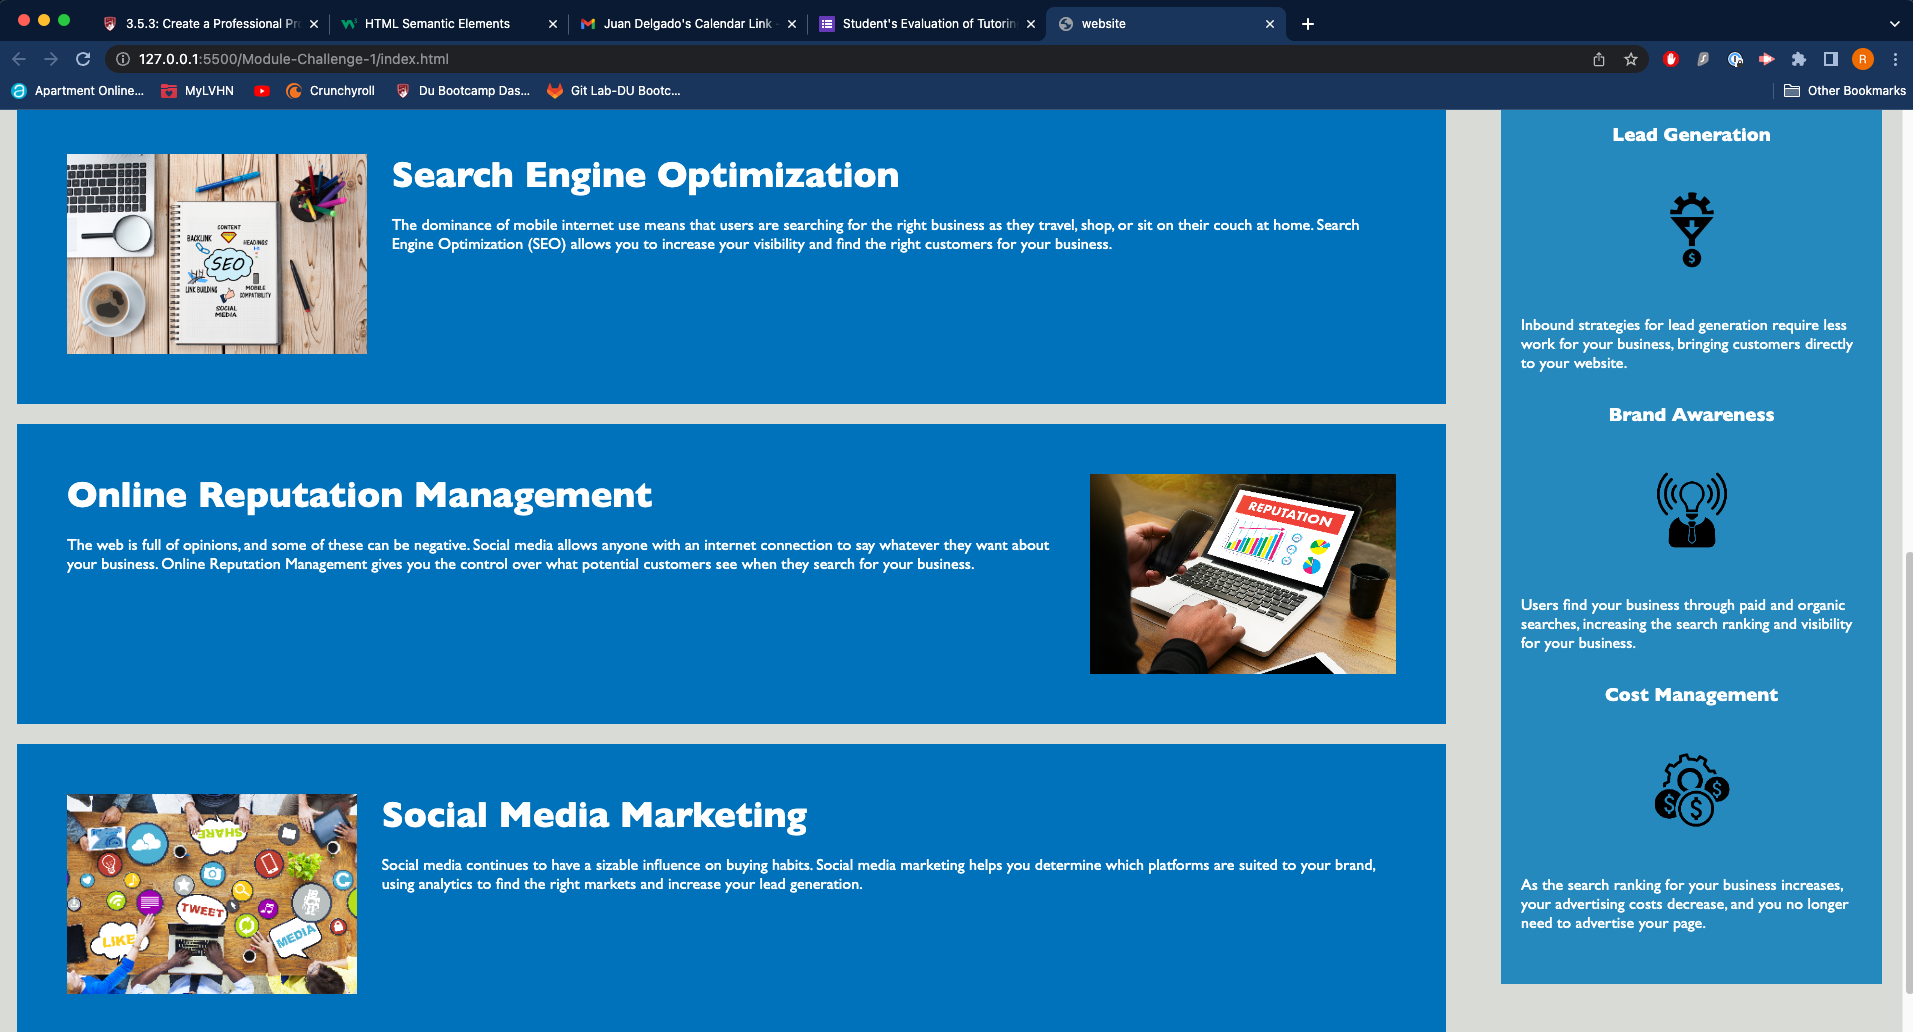 3.5.3: Create a Professional Pr
HTML Semantic Elements
Juan Delgado's Calendar Link -
Student's Evaluation of Tutorin
website
127.0.0.1:5500/Module-Challenge-1/index.html
R
Apartment Online...
MyLVHN
Crunchyroll
Du Bootcamp Das...
Git Lab-DU Bootc...
Other Bookmarks
Search Engine Optimization
The dominance of mobile internet use means that users are searching for the right business as they travel, shop, or sit on their couch at home. Search
Engine Optimization (SEO) allows you to increase your visibility and find the right customers for your business.
CONTENT
BACKLINK
HEADINGS
SEO
LINK BUILDING
MOBILE
COMPATIBILITY
SOCIAL
MEDIA
Online Reputation Management
The web is full of opinions, and some of these can be negative. Social media allows anyone with an internet connection to say whatever they want about
your business. Online Reputation Management gives you the control over what potential customers see when they search for your business.
REPUTATION
Social Media Marketing
Social media continues to have a sizable influence on buying habits. Social media marketing helps you determine which platforms are suited to your brand,
using analytics to find the right markets and increase your lead generation.
SHARE
TWEET
LIKE
MEDIA
Lead Generation
$
Inbound strategies for lead generation require less
work for your business, bringing customers directly
to your website.
Brand Awareness
Users find your business through paid and organic
searches, increasing the search ranking and visibility
for your business.
Cost Management
$ $ $
As the search ranking for your business increases,
your advertising costs decrease, and you no longer
need to advertise your page.